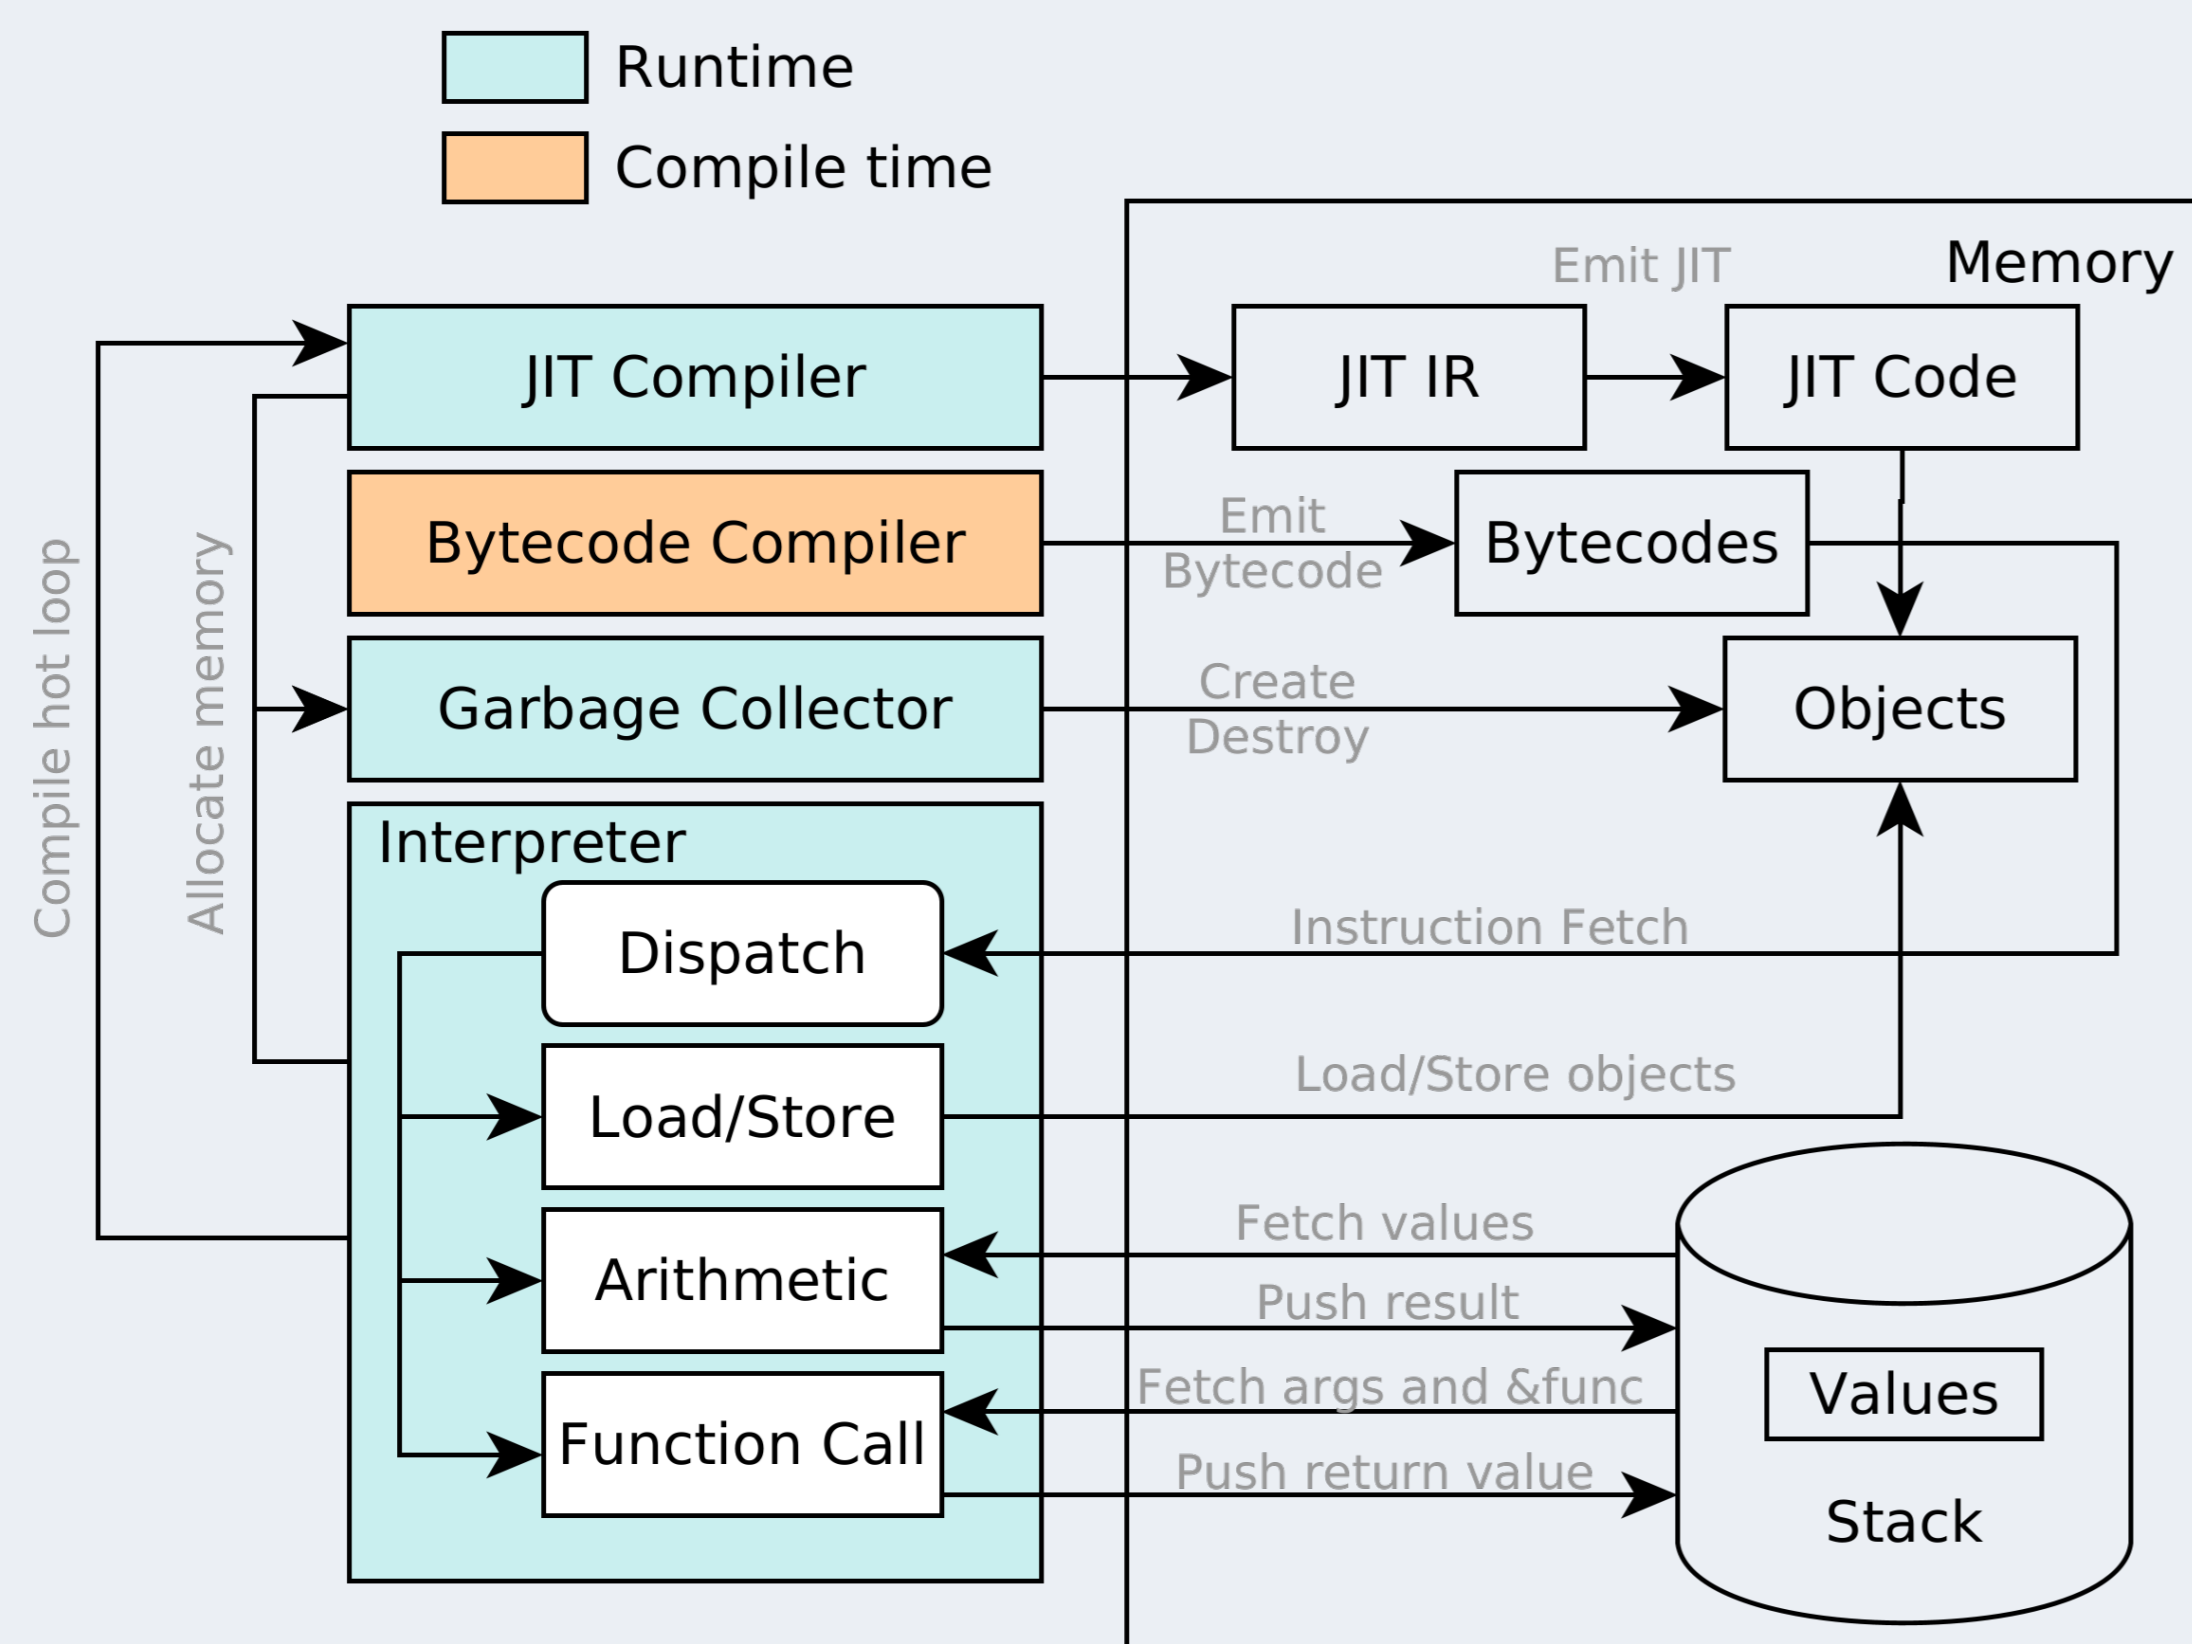 Runtime
Compile time
Memory
Emit JIT
JIT Compiler
JIT IR
JIT Code
Bytecode Compiler
Emit
Bytecode
Bytecodes
Garbage Collector
Create
Destroy
Objects
Compile hot loop
Allocate memory
Interpreter
Dispatch
Instruction Fetch
Load/Store
Load/Store objects
Arithmetic
Fetch values
Push result
Function Call
Fetch args and &func
Push return value
Values
Stack